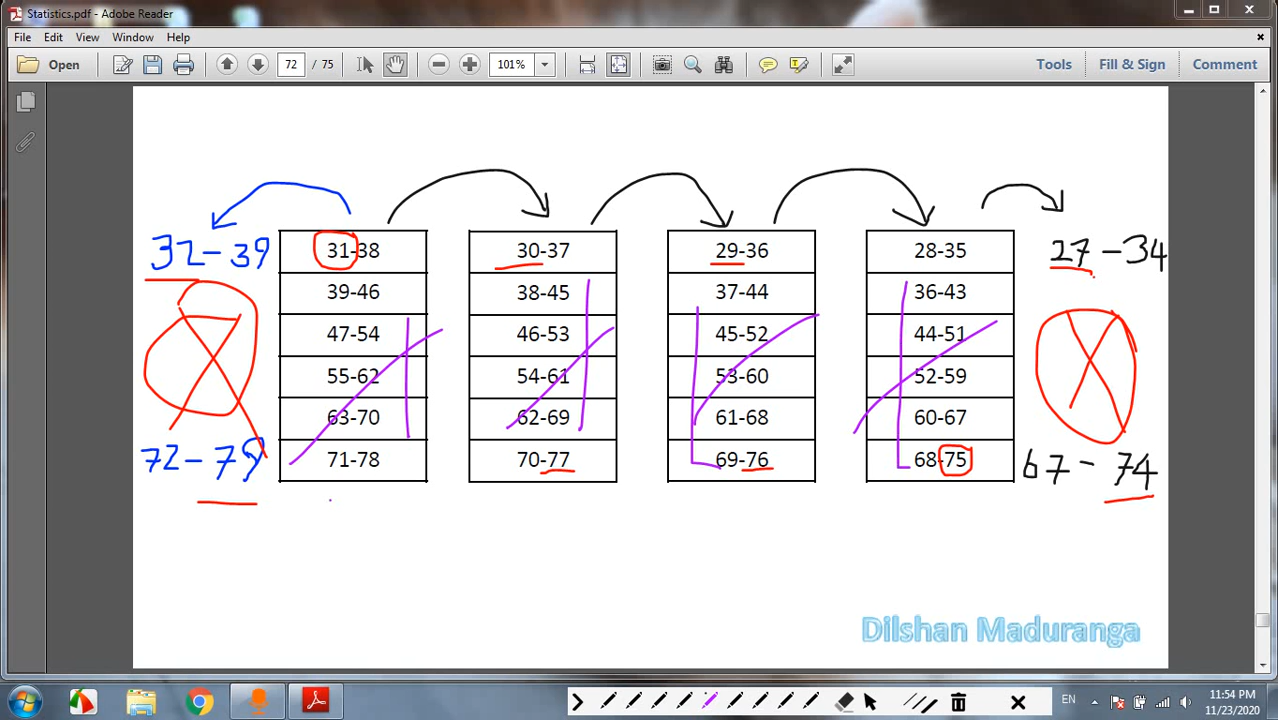 Statistics.pdf - Adobe Reader
File Edit View Window Help
Open 72 / 75 101% Tools Fill & Sign Comment
32-39 31-38 30-37 29-36 28-35 27-34
39-46 38-45 37-44 36-43
47-54 46-53 45-52 44-51
55-62 54-61 53-60 52-59
63-70 62-69 61-68 60-67
72-79 71-78 70-77 69-76 68-75 67-74
Dilshan Maduranga
EN 11:54 PM
11/23/2020